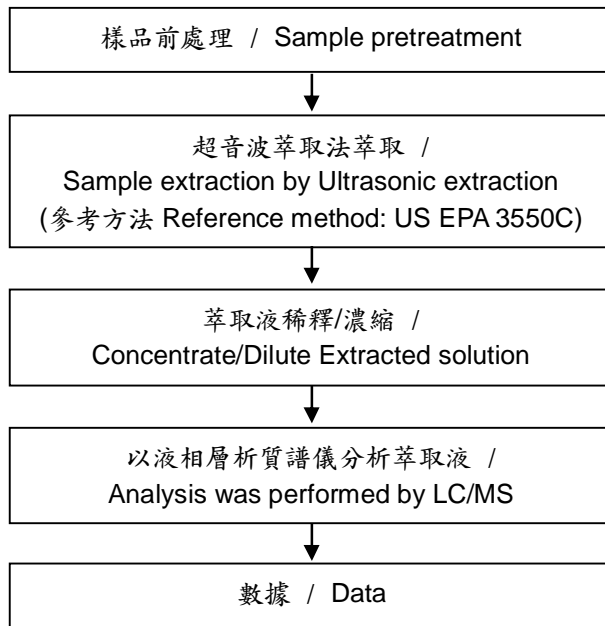 樣品前處理 / Sample pretreatment
超音波萃取法萃取 /
Sample extraction by Ultrasonic extraction
(參考方法 Reference method: US EPA 3550C)
萃取液稀釋/濃縮 /
Concentrate/Dilute Extracted solution
以液相層析質譜儀分析萃取液 /
Analysis was performed by LC/MS
數據 / Data